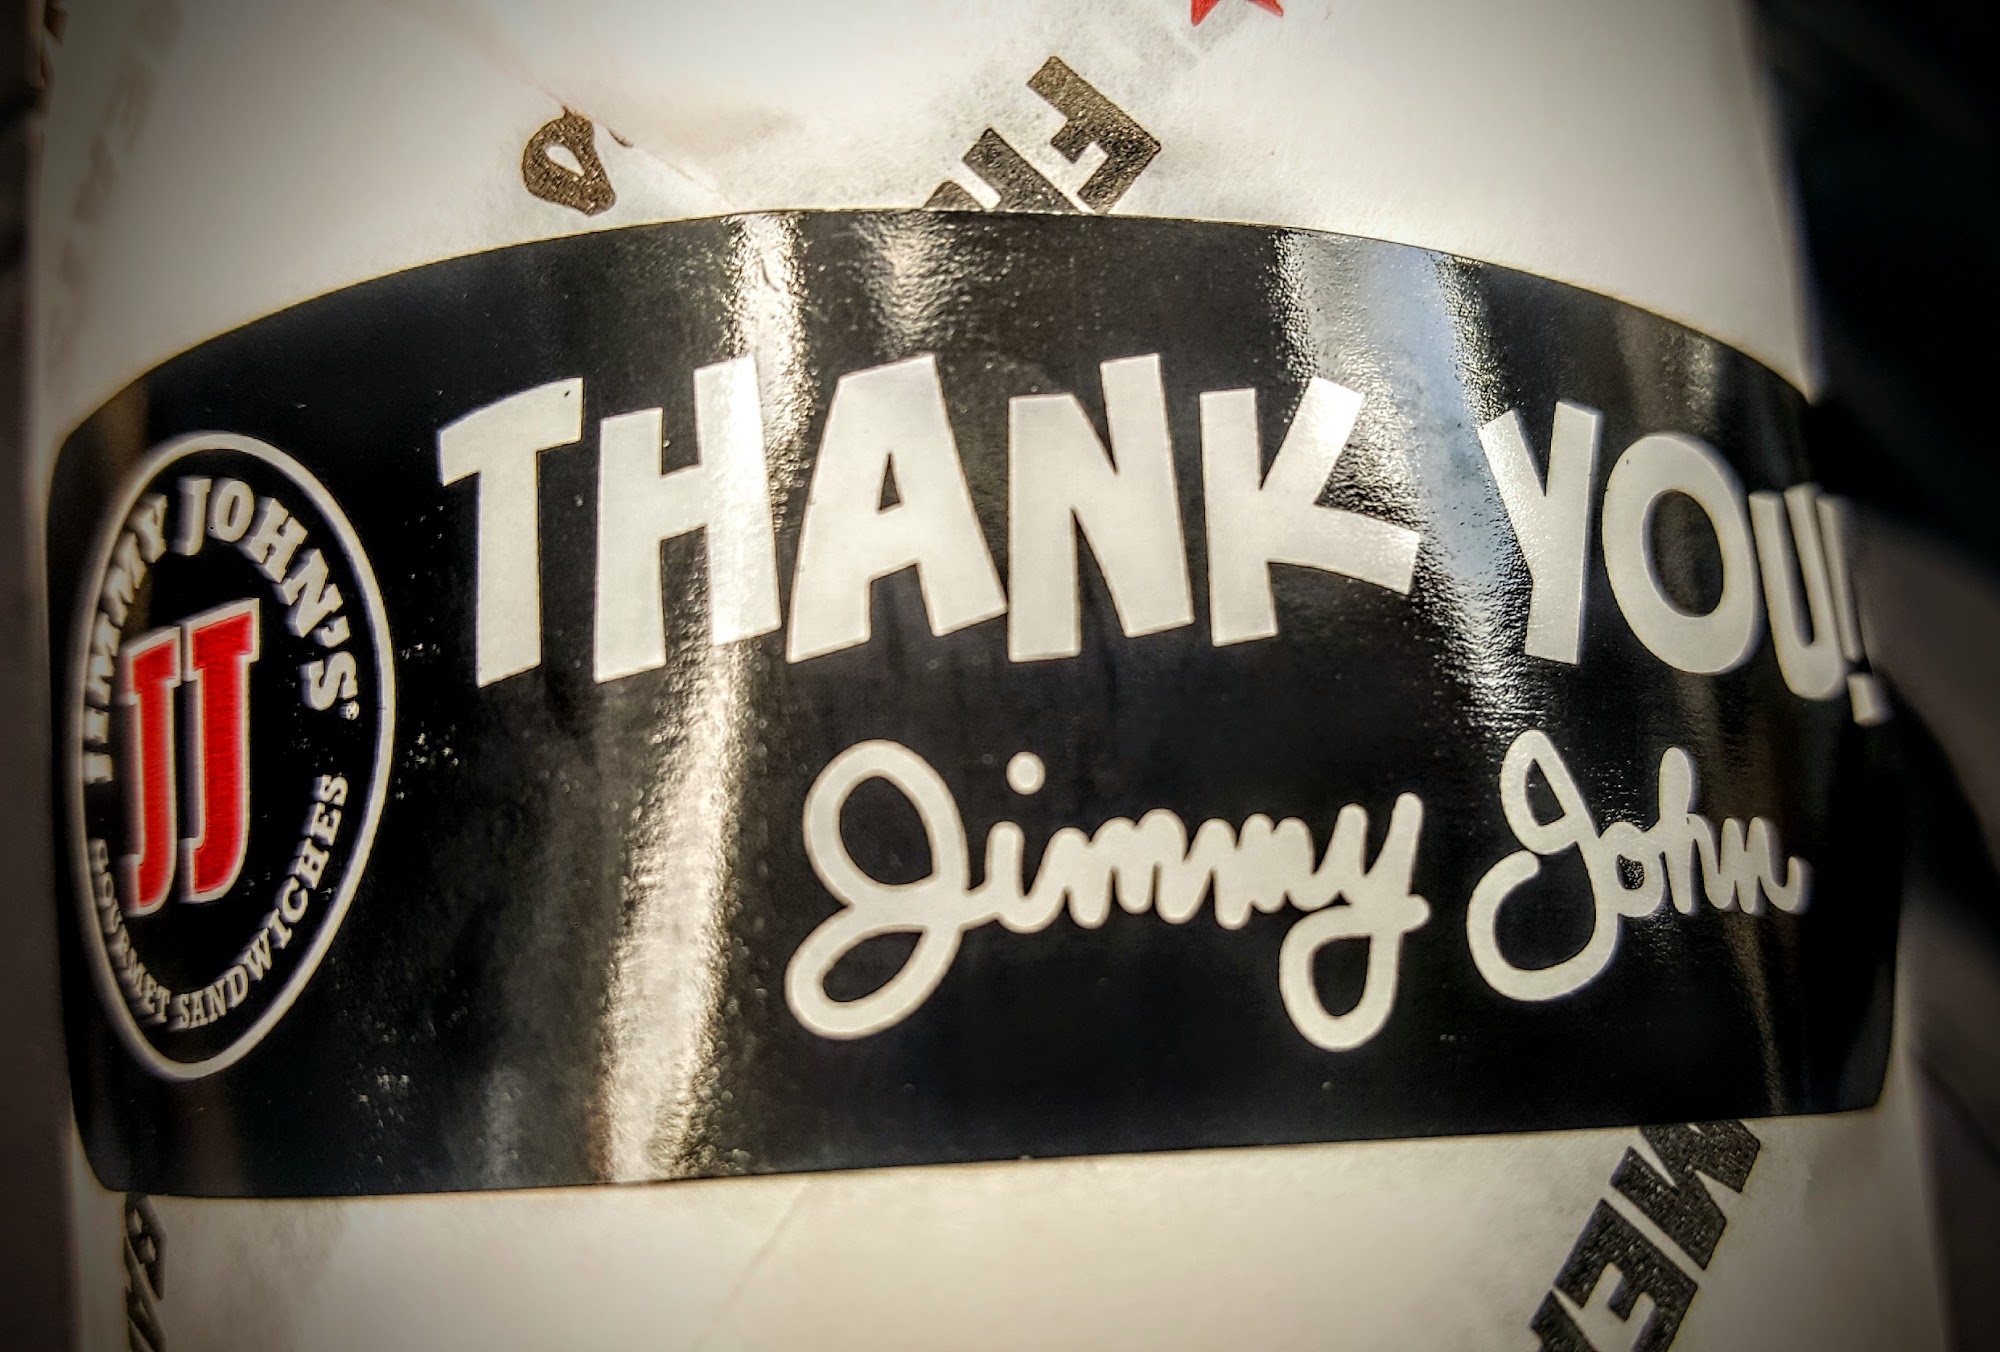 JIMMY JOHN'S®
JJ
GOURMET SANDWICHES
THANK YOU!
Jimmy John